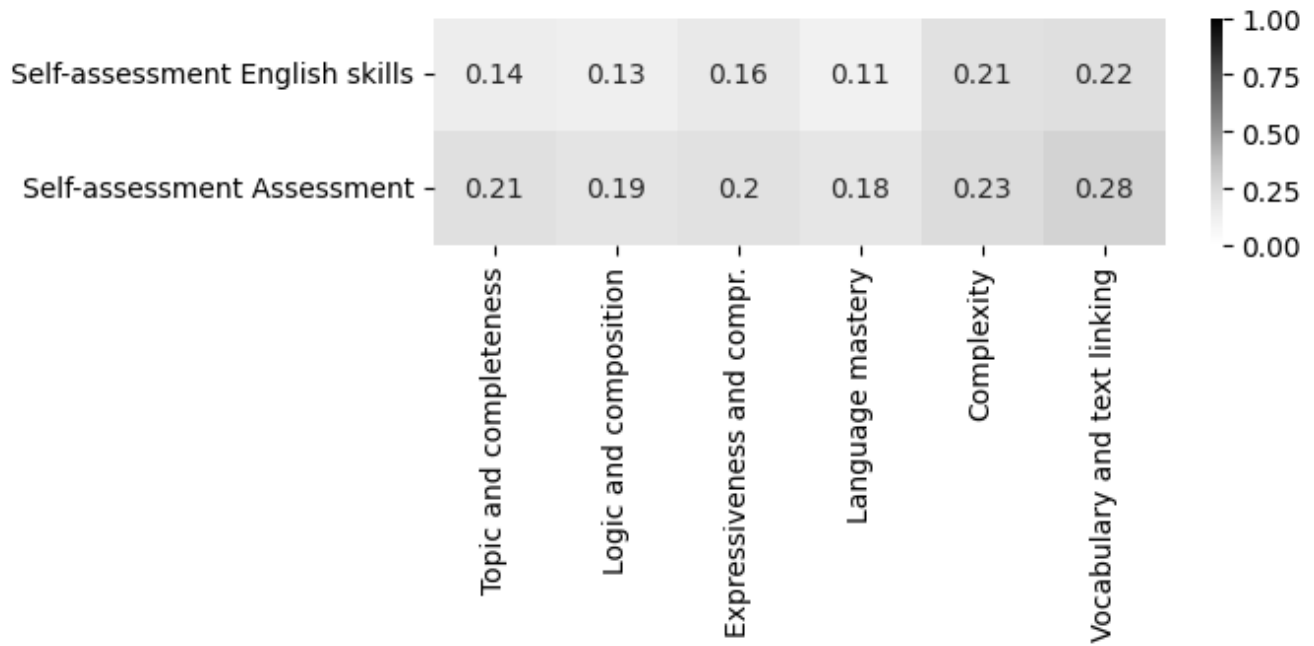 Self-assessment English skills 0.14 0.13 0.16 0.11 0.21 0.22
Self-assessment Assessment 0.21 0.19 0.2 0.18 0.23 0.28
1.00
0.75
0.50
0.25
0.00
Topic and completeness
Logic and composition
Expressiveness and compr.
Language mastery
Complexity
Vocabulary and text linking